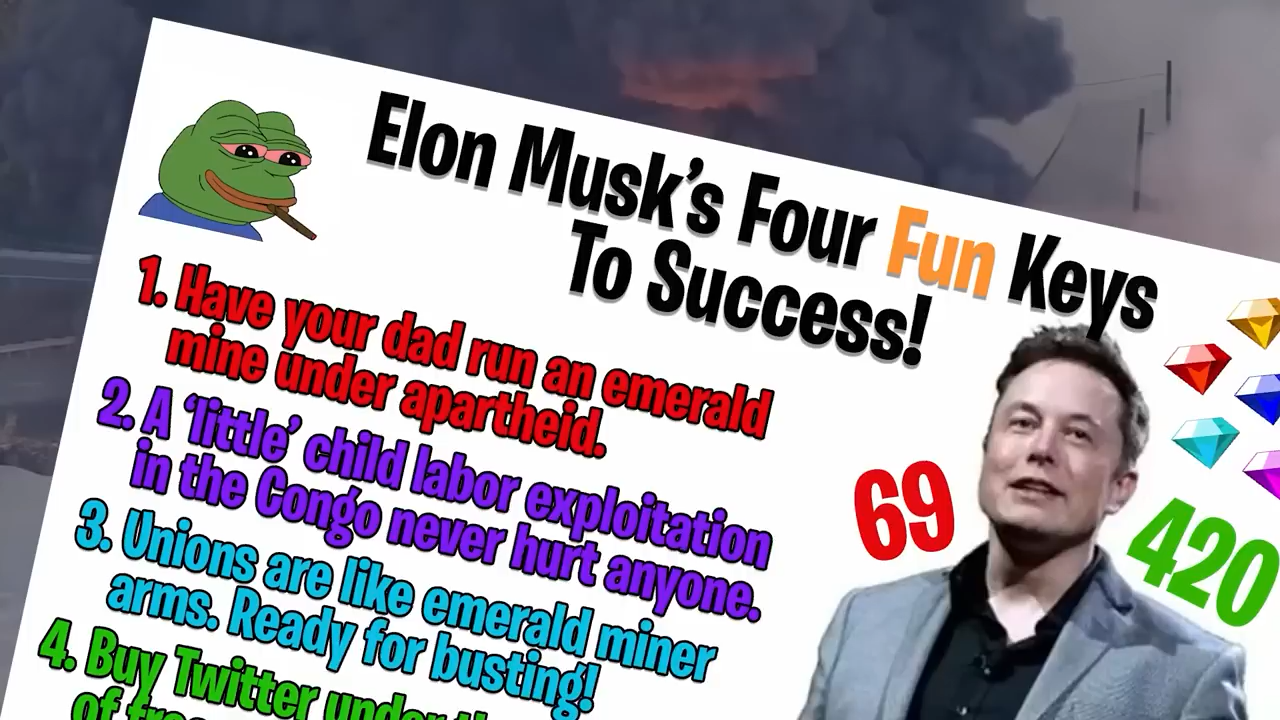 Elon Musk’s Four Fun Keys
To Success!
1. Have your dad run an emerald
mine under apartheid.
2. A ‘little’ child labor exploitation
in the Congo never hurt anyone.
3. Unions are like emerald miner
arms. Ready for busting!
4. Buy Twitter under
of
69
420